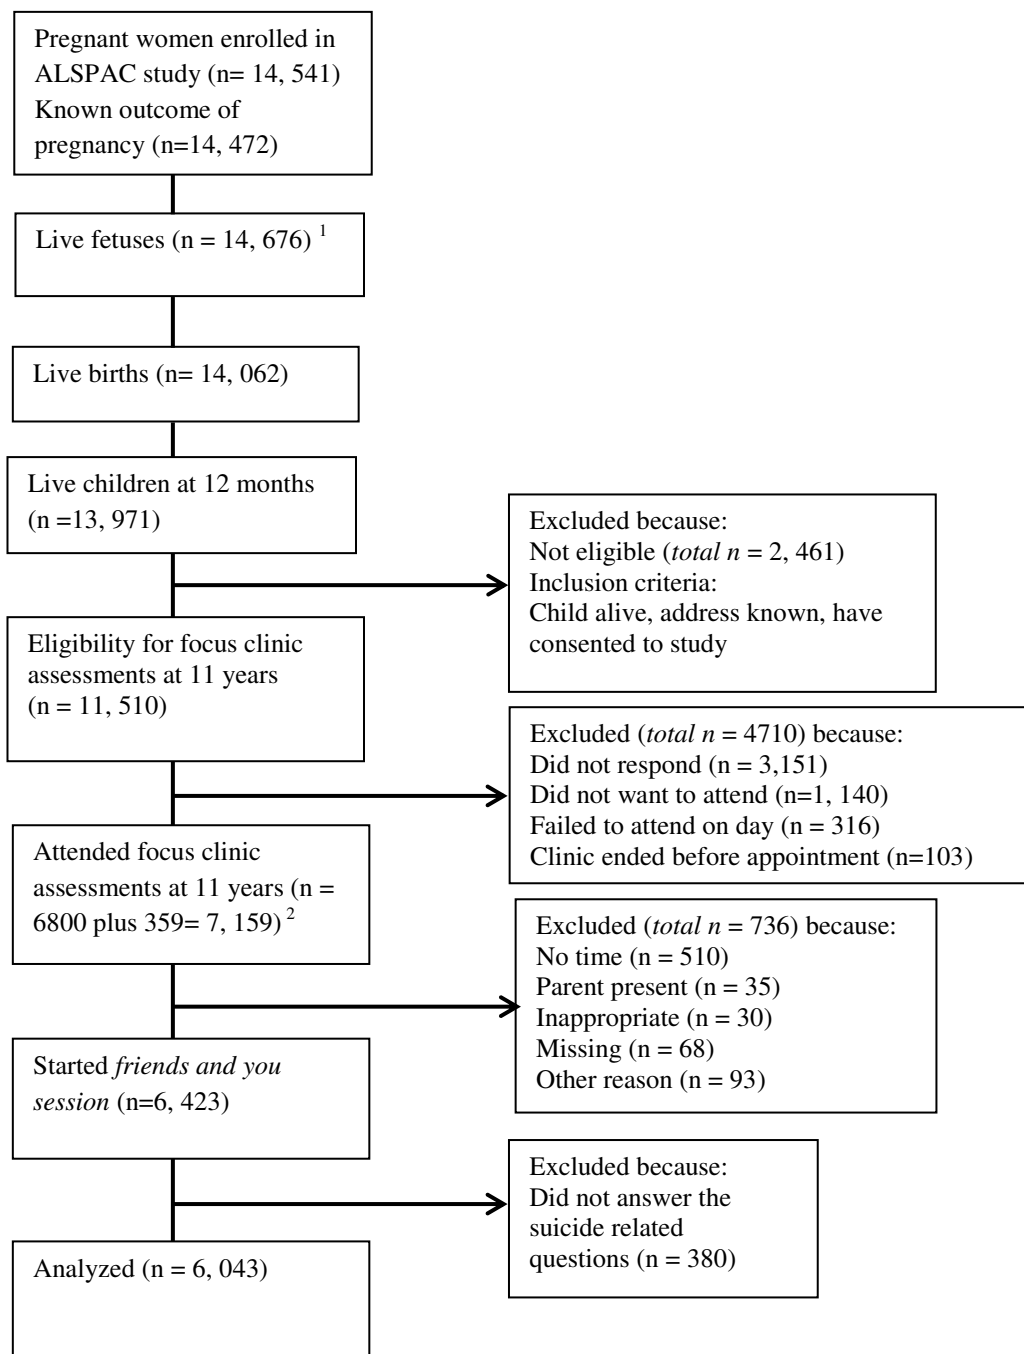 Pregnant women enrolled in
ALSPAC study (n= 14, 541)
Known outcome of
pregnancy (n=14, 472)
Live fetuses (n = 14, 676) 1
Live births (n= 14, 062)
Live children at 12 months
(n =13, 971)
Excluded because:
Not eligible (total n = 2, 461)
Inclusion criteria:
Child alive, address known, have
consented to study
Eligibility for focus clinic
assessments at 11 years
(n = 11, 510)
Excluded (total n = 4710) because:
Did not respond (n = 3,151)
Did not want to attend (n=1, 140)
Failed to attend on day (n = 316)
Clinic ended before appointment (n=103)
Attended focus clinic
assessments at 11 years (n =
6800 plus 359= 7, 159) 2
Excluded (total n = 736) because:
No time (n = 510)
Parent present (n = 35)
Inappropriate (n = 30)
Missing (n = 68)
Other reason (n = 93)
Started friends and you
session (n=6, 423)
Excluded because:
Did not answer the
suicide related
questions (n = 380)
Analyzed (n = 6, 043)